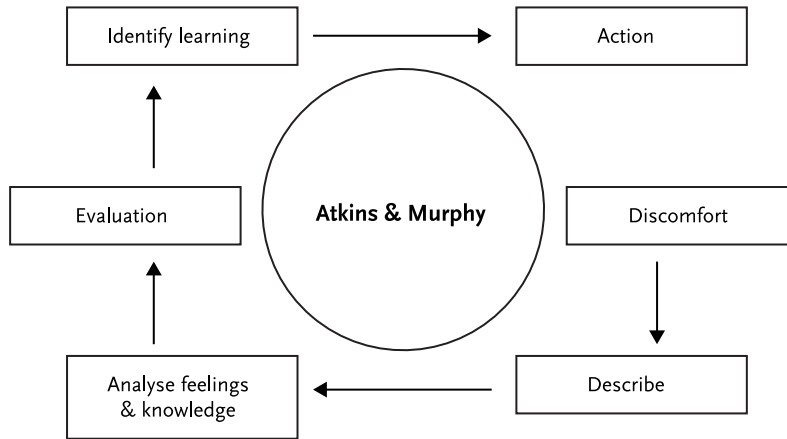 Identify learning
Action
Evaluation
Atkins & Murphy
Discomfort
Analyse feelings
& knowledge
Describe